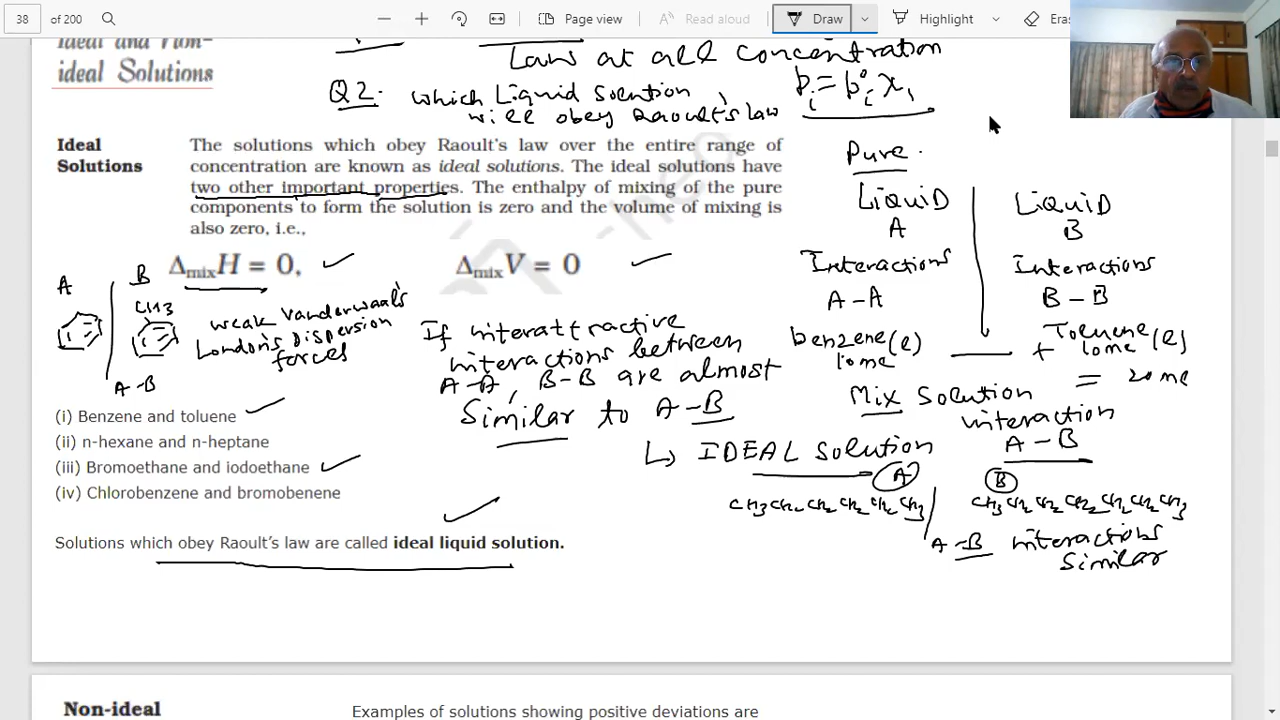 38 of 200
Page view
Read aloud
Draw
Highlight
Eras
Ideal and Non-
ideal Solutions
Law at all concentration
Q2. which Liquid solution
will obey Raoult's law
Pi = P°i xi
Ideal
Solutions
The solutions which obey Raoult's law over the entire range of
concentration are known as ideal solutions. The ideal solutions have
two other important properties. The enthalpy of mixing of the pure
components to form the solution is zero and the volume of mixing is
also zero, i.e.,
ΔmixH = 0,
ΔmixV = 0
Pure
Liquid
A
Liquid
B
Interactions
A-A
Interactions
B-B
benzene(l)
10ml
+
Toluene(l)
10ml
= 20ml
Mix Solution
interaction
A-B
A
B
CH3
A-B
weak Vanderwaal's
London's Dispersion
forces
If interattractive
interactions between
A-A, B-B are almost
Similar to A-B
IDEAL Solution
(i) Benzene and toluene
(ii) n-hexane and n-heptane
(iii) Bromoethane and iodoethane
(iv) Chlorobenzene and bromobenene
A
CH3CH2CH2CH2CH2CH3
B
CH3CH2CH2CH2CH2CH2CH3
A-B interactions
Similar
Solutions which obey Raoult's law are called ideal liquid solution.
Non-ideal
Examples of solutions showing positive deviations are